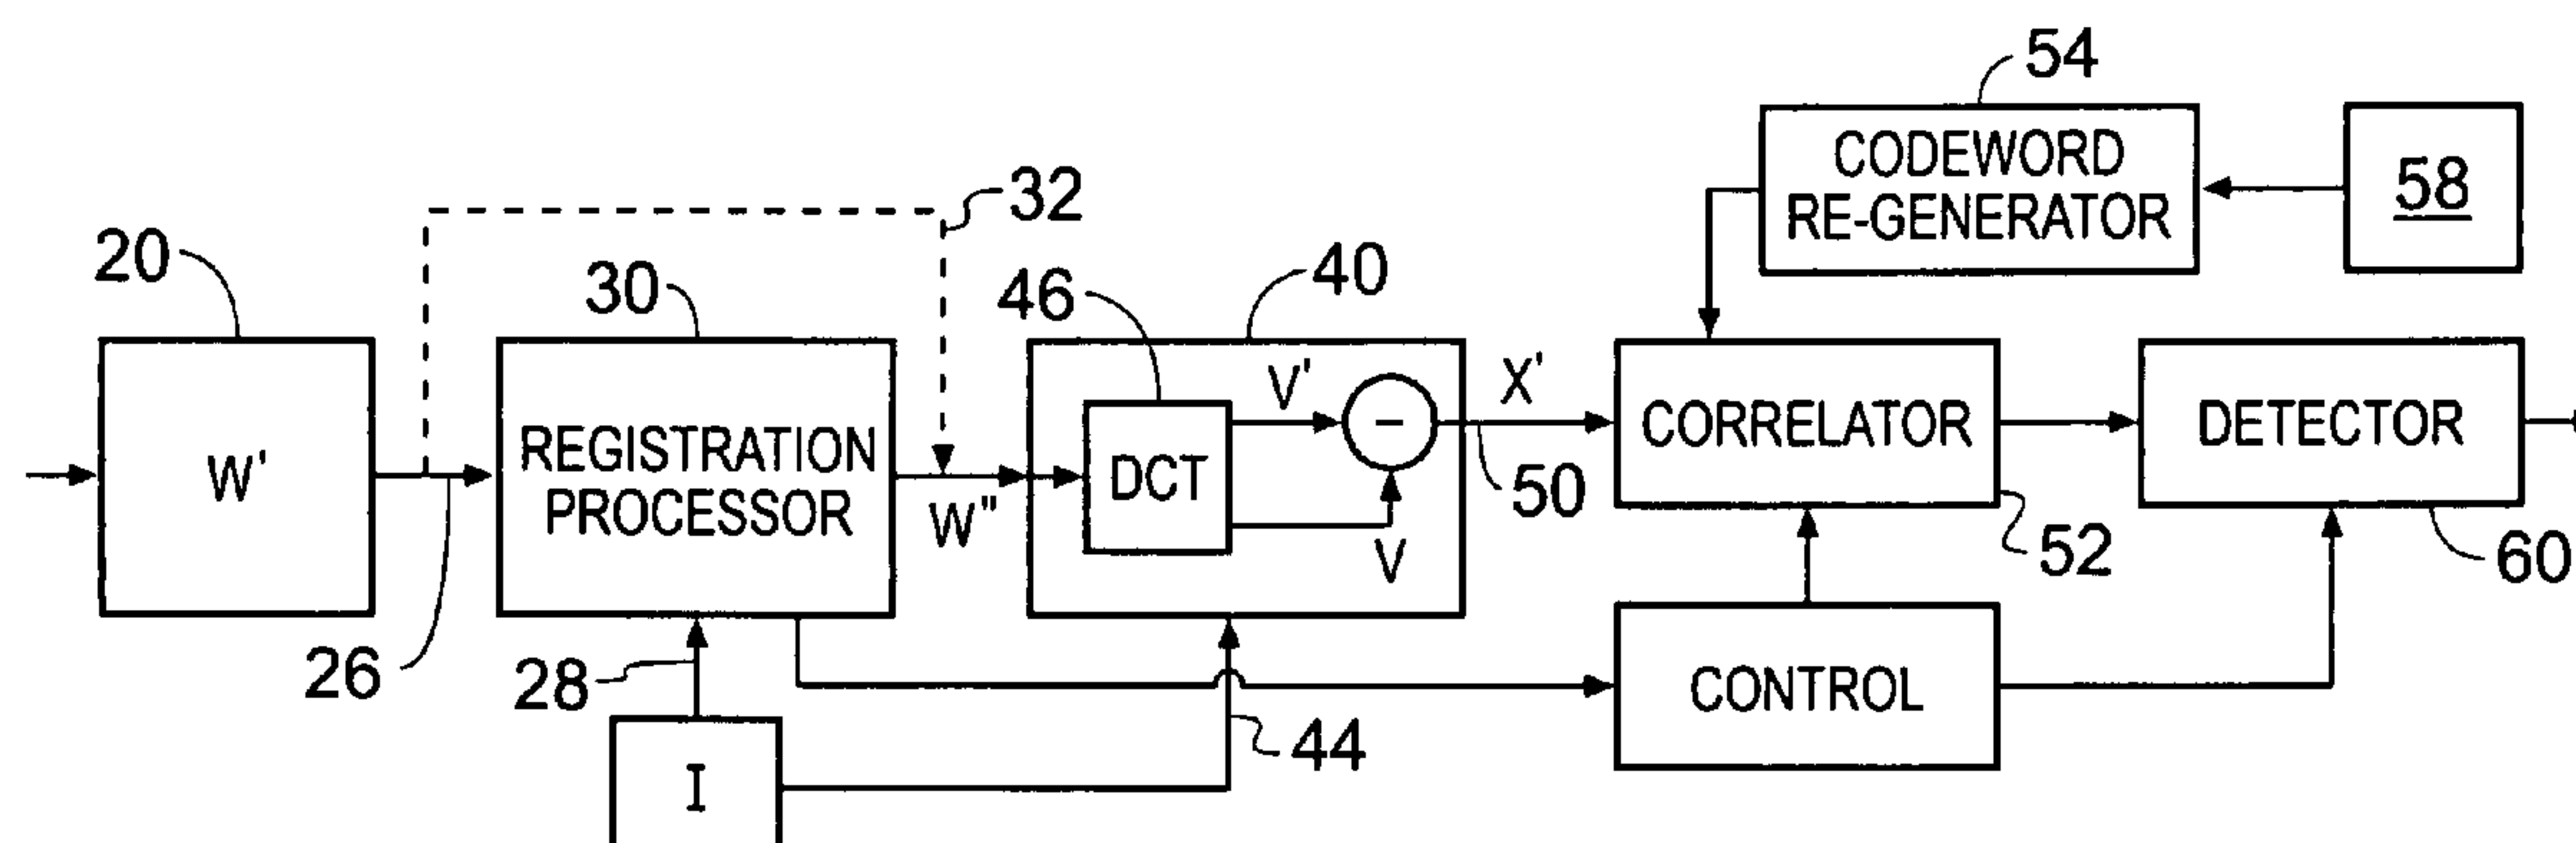 54
CODEWORD
RE-GENERATOR
58
32
20
30
46
40
W'
REGISTRATION
PROCESSOR
W"
DCT
V'
-
V
X'
50
CORRELATOR
52
DETECTOR
60
26
28
44
CONTROL
I